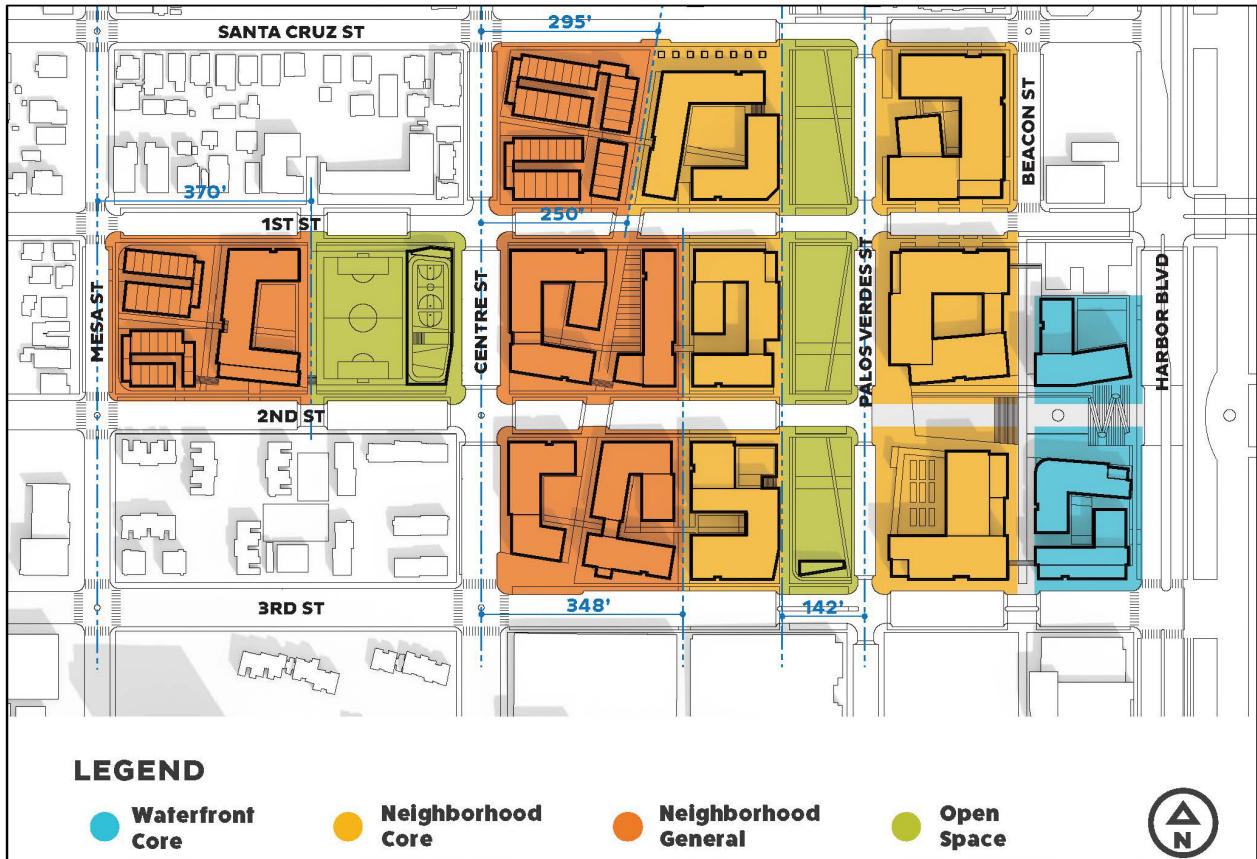 295'
SANTA CRUZ ST
BEACON ST
370'
1ST ST
250'
MESA ST
CENTRE ST
PALOS VERDES ST
HARBOR BLVD
2ND ST
3RD ST
348'
142'
LEGEND
Waterfront
Core
Neighborhood
Core
Neighborhood
General
Open
Space
N